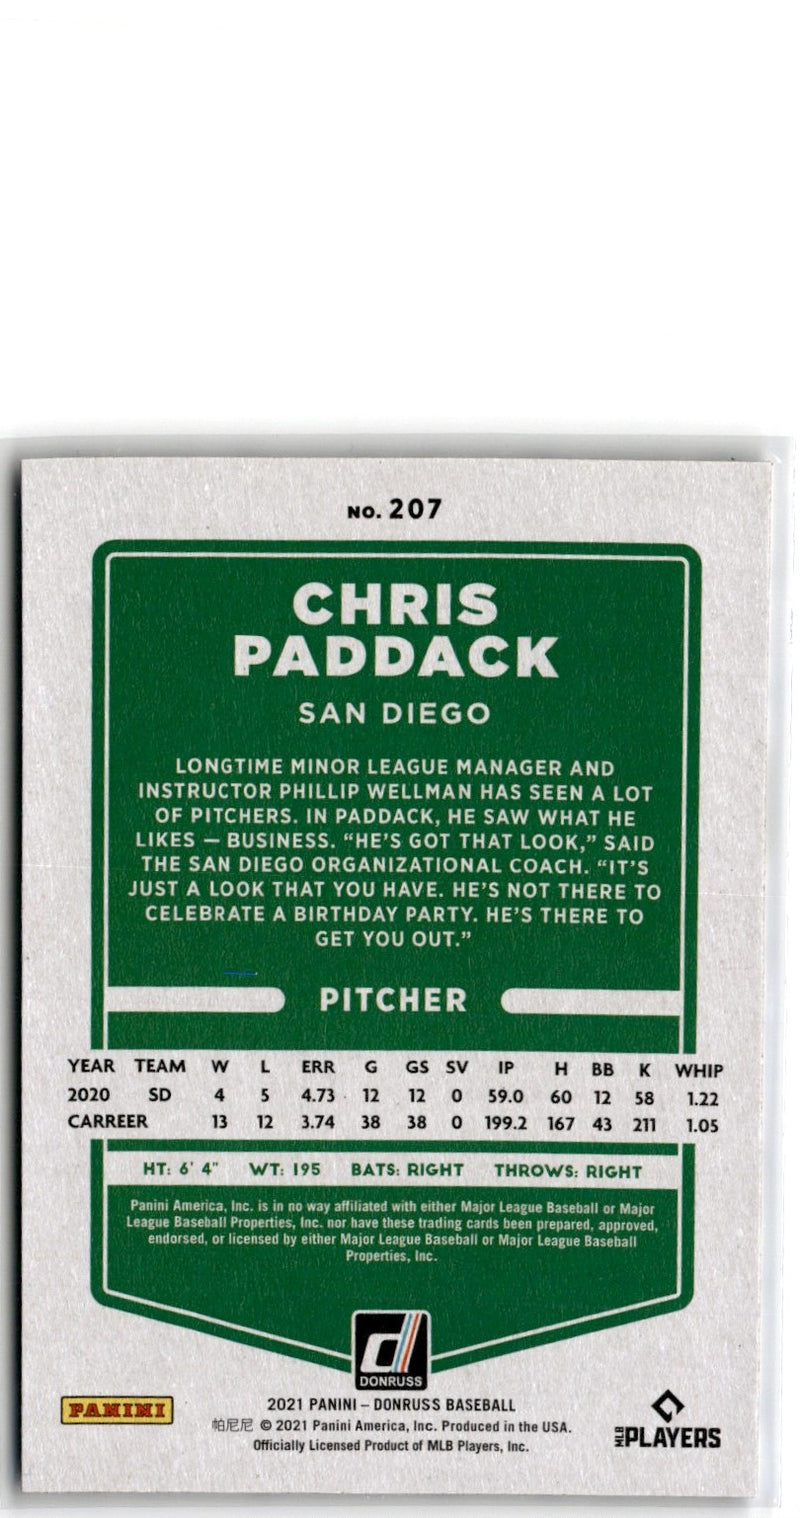 NO. 207
CHRIS
PADDACK
SAN DIEGO
LONGTIME MINOR LEAGUE MANAGER AND
INSTRUCTOR PHILLIP WELLMAN HAS SEEN A LOT
OF PITCHERS. IN PADDACK, HE SAW WHAT HE
LIKES — BUSINESS. “HE’S GOT THAT LOOK,” SAID
THE SAN DIEGO ORGANIZATIONAL COACH. “IT’S
JUST A LOOK THAT YOU HAVE. HE’S NOT THERE TO
CELEBRATE A BIRTHDAY PARTY. HE’S THERE TO
GET YOU OUT.”
PITCHER
YEAR TEAM W L ERR G GS SV IP H BB K WHIP
2020 SD 4 5 4.73 12 12 0 59.0 60 12 58 1.22
CARREER 13 12 3.74 38 38 0 199.2 167 43 211 1.05
HT: 6' 4" WT: 195 BATS: RIGHT THROWS: RIGHT
Panini America, Inc. is in no way affiliated with either Major League Baseball or Major
League Baseball Properties, Inc. nor have these trading cards been prepared, approved,
endorsed, or licensed by either Major League Baseball or Major League Baseball
Properties, Inc.
DONRUSS
PANINI
2021 PANINI – DONRUSS BASEBALL
帕尼尼 © 2021 Panini America, Inc. Produced in the USA.
Officially Licensed Product of MLB Players, Inc.
MLB PLAYERS